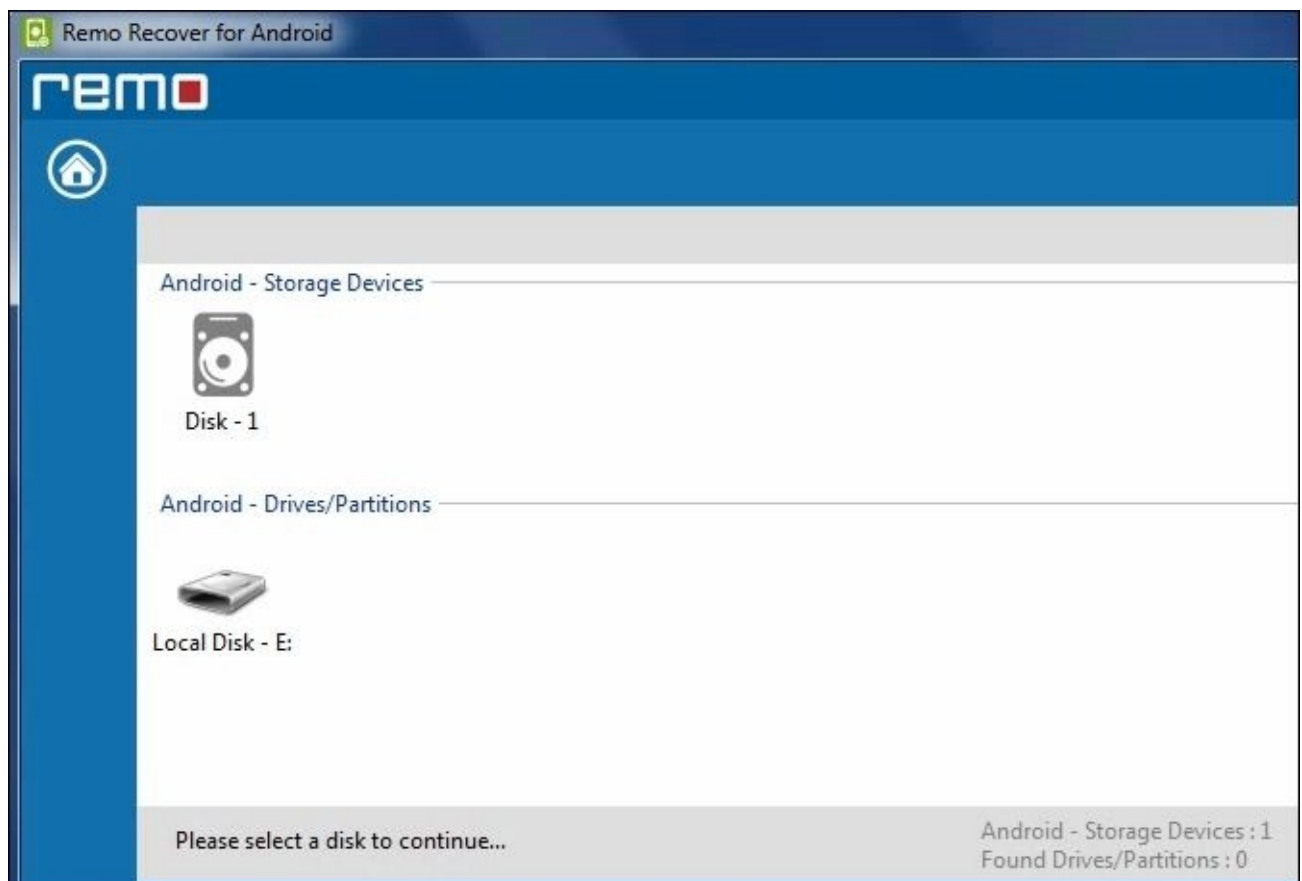 Remo Recover for Android
remo
Android - Storage Devices
Disk - 1
Android - Drives/Partitions
Local Disk - E:
Please select a disk to continue...
Android - Storage Devices : 1
Found Drives/Partitions : 0